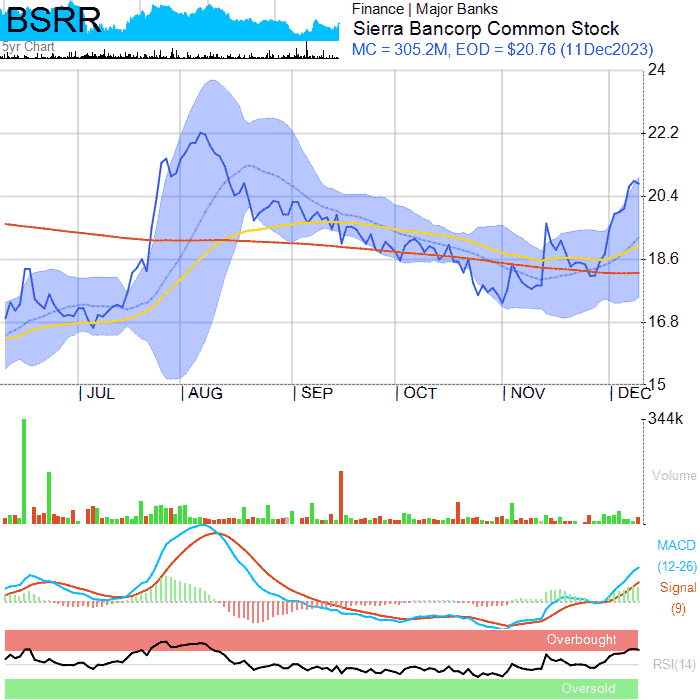 BSRR
5yr Chart
Finance | Major Banks
Sierra Bancorp Common Stock
MC = 305.2M, EOD = $20.76 (11Dec2023)
24
22.2
20.4
18.6
16.8
15
JUL
AUG
SEP
OCT
NOV
DEC
344k
Volume
MACD
(12-26)
Signal
(9)
Overbought
RSI(14)
Oversold